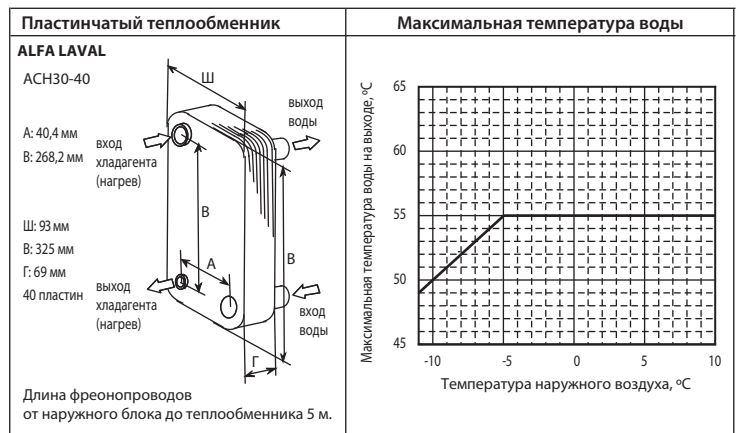 Пластинчатый теплообменник
ALFA LAVAL
ACH30-40
А: 40,4 мм
В: 268,2 мм
Ш: 93 мм
В: 325 мм
Г: 69 мм
40 пластин
Ш
выход
воды
вход
хладагента
(нагрев)
В
А
В
выход
хладагента
(нагрев)
вход
воды
Г
Длина фреонопроводов
от наружного блока до теплообменника 5 м.
Максимальная температура воды
Максимальная температура воды на выходе, ºC
65
60
55
50
45
-10 -5 0 5 10
Температура наружного воздуха, ºC